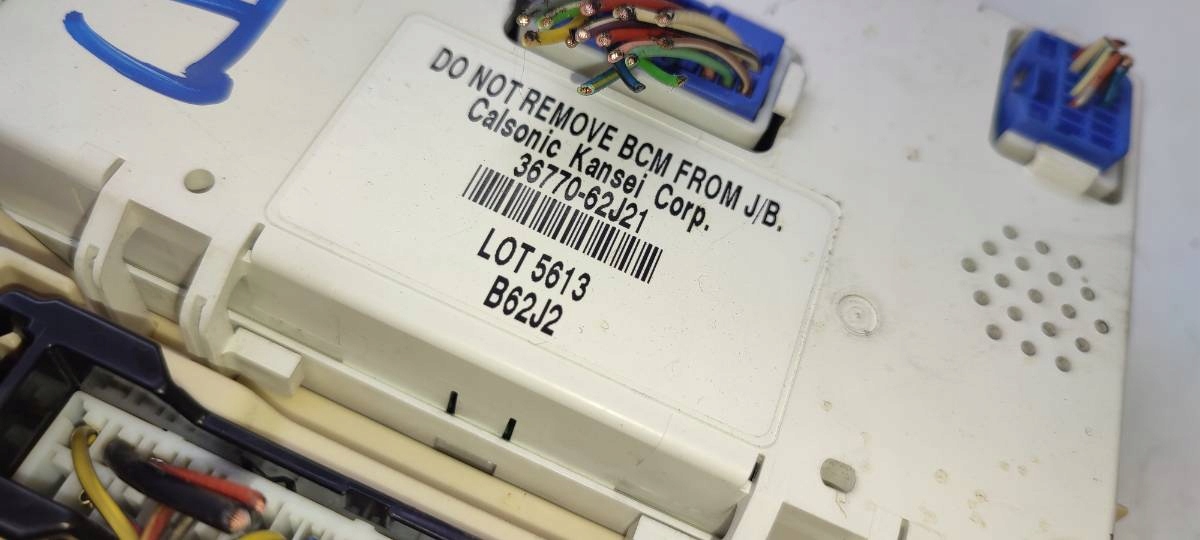 DO NOT REMOVE BCM FROM J/B.
Calsonic Kansei Corp.
36770-62J21
LOT 5613
B62J2